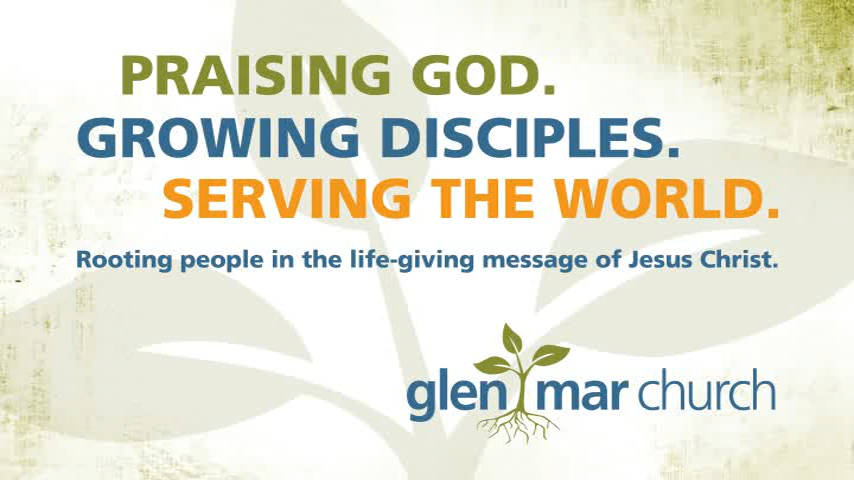 PRAISING GOD.
GROWING DISCIPLES.
SERVING THE WORLD.
Rooting people in the life-giving message of Jesus Christ.
glen mar church